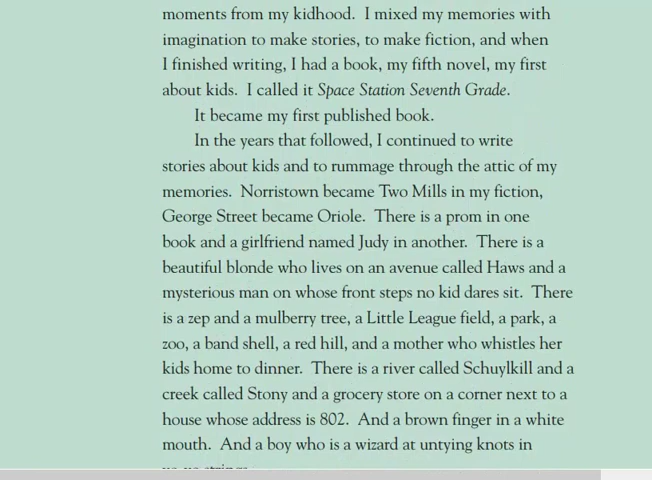 moments from my kidhood. I mixed my memories with
imagination to make stories, to make fiction, and when
I finished writing, I had a book, my fifth novel, my first
about kids. I called it Space Station Seventh Grade.
It became my first published book.
In the years that followed, I continued to write
stories about kids and to rummage through the attic of my
memories. Norristown became Two Mills in my fiction,
George Street became Oriole. There is a prom in one
book and a girlfriend named Judy in another. There is a
beautiful blonde who lives on an avenue called Haws and a
mysterious man on whose front steps no kid dares sit. There
is a zep and a mulberry tree, a Little League field, a park, a
zoo, a band shell, a red hill, and a mother who whistles her
kids home to dinner. There is a river called Schuylkill and a
creek called Stony and a grocery store on a corner next to a
house whose address is 802. And a brown finger in a white
mouth. And a boy who is a wizard at untying knots in